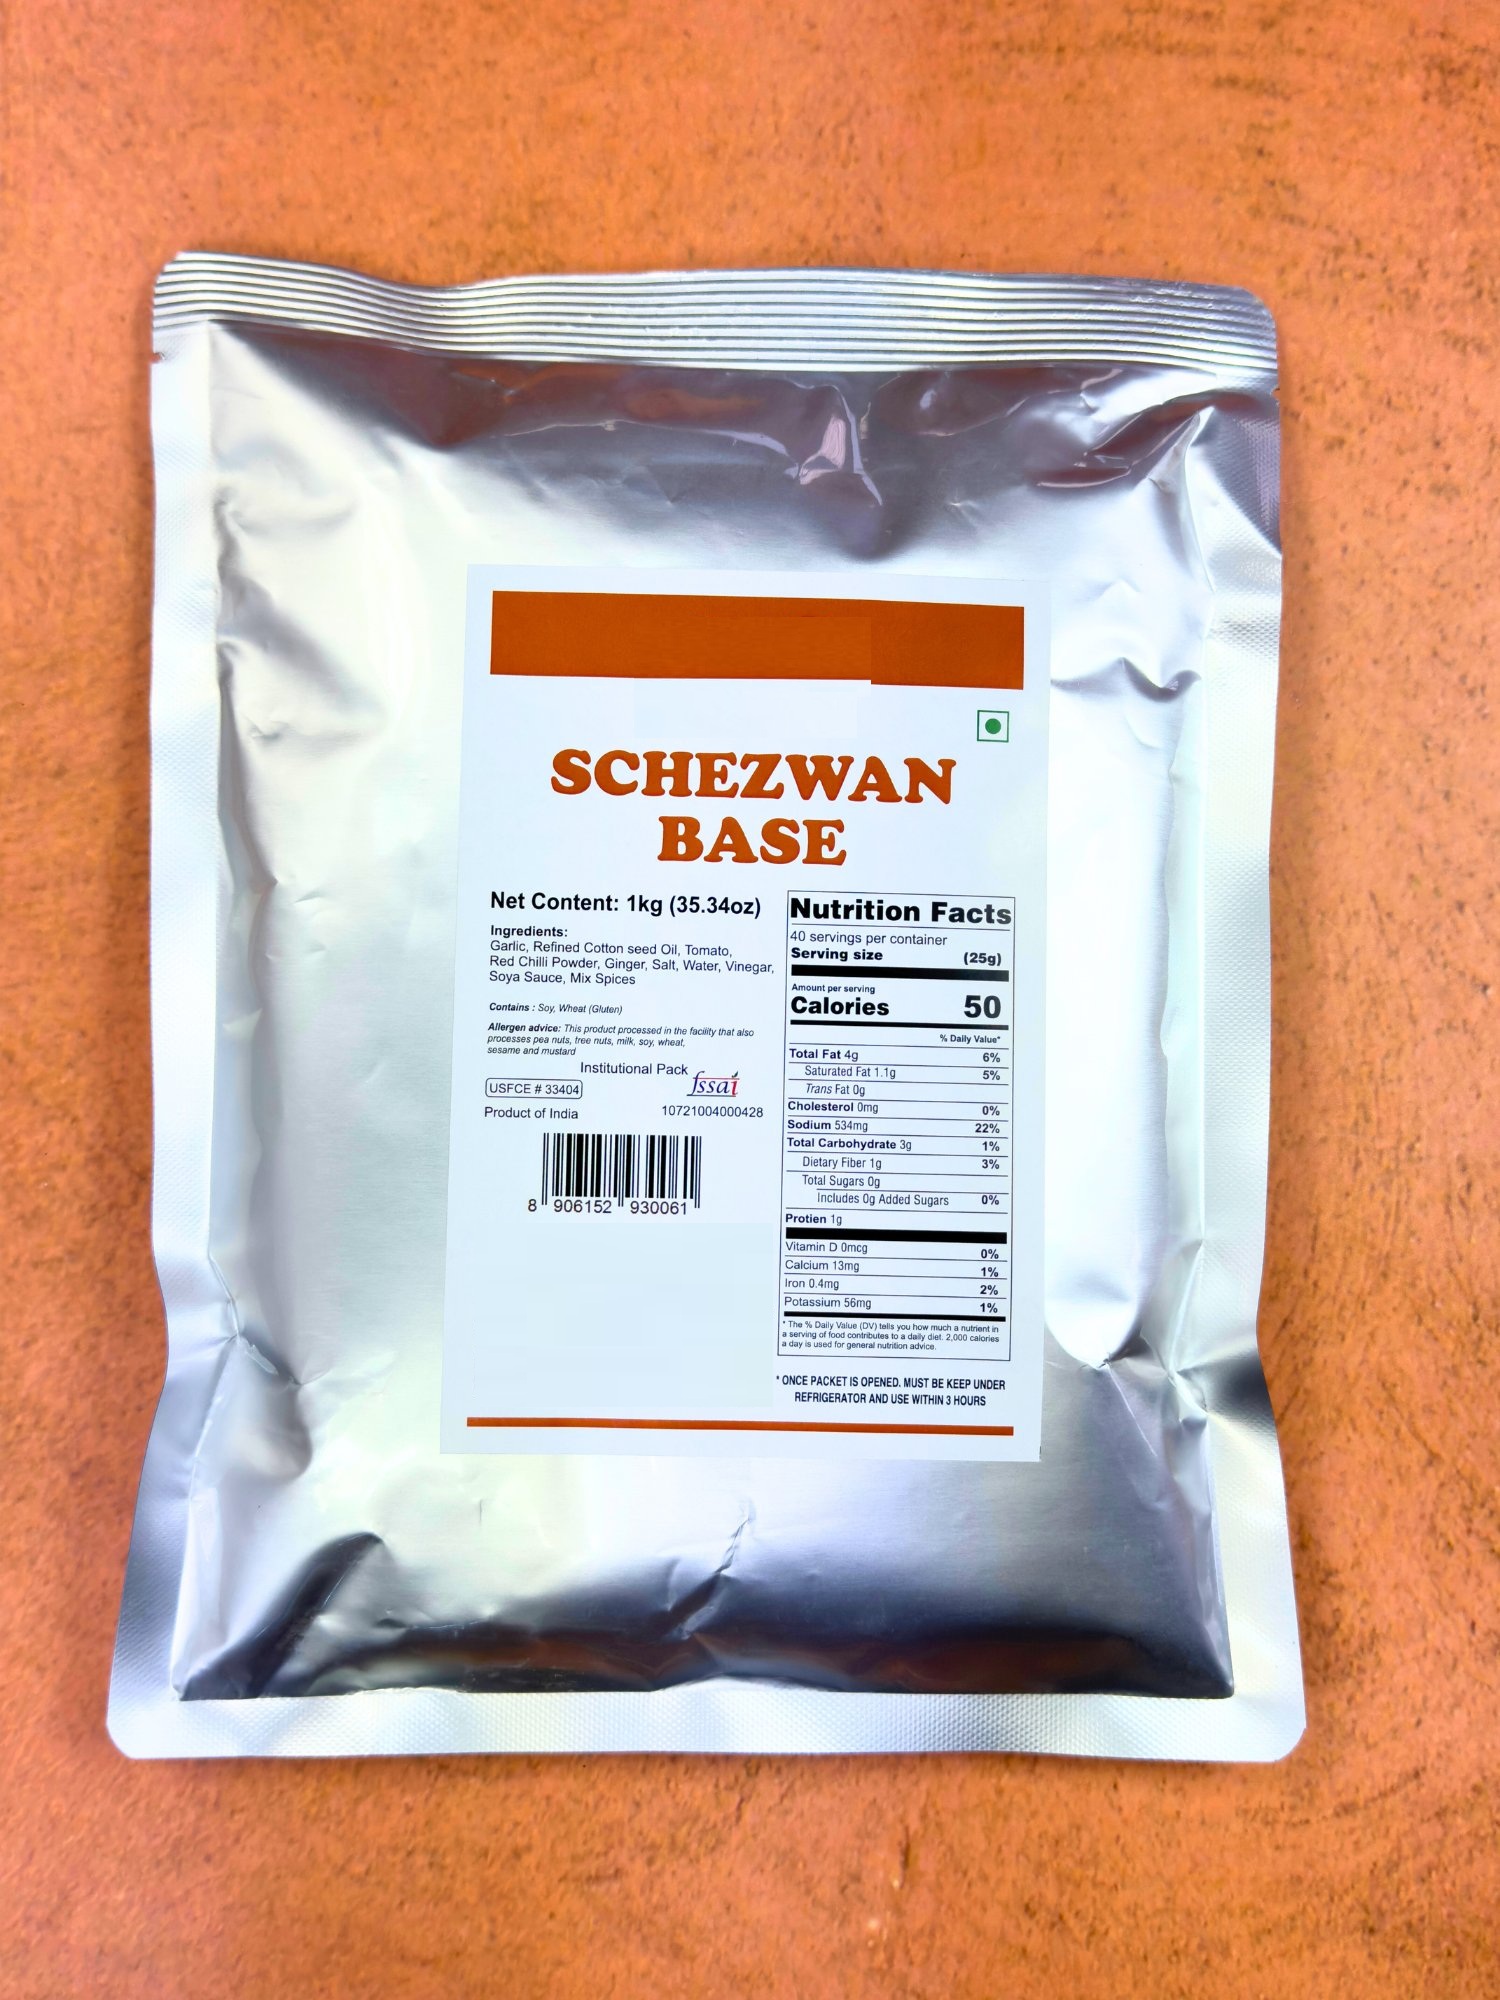 SCHEZWAN
BASE
Net Content: 1kg (35.34oz)
Ingredients:
Garlic, Refined Cotton seed Oil, Tomato,
Red Chilli Powder, Ginger, Salt, Water, Vinegar,
Soya Sauce, Mix Spices
Contains : Soy, Wheat (Gluten)
Allergen advice: This product processed in the facility that also
processes pea nuts, tree nuts, milk, soy, wheat,
sesame and mustard
Institutional Pack
fssai
USFCE # 33404
Product of India
10721004000428
8 906152 930061
Nutrition Facts
40 servings per container
Serving size (25g)
Amount per serving
Calories 50
% Daily Value*
Total Fat 4g 6%
Saturated Fat 1.1g 5%
Trans Fat 0g
Cholesterol 0mg 0%
Sodium 534mg 22%
Total Carbohydrate 3g 1%
Dietary Fiber 1g 3%
Total Sugars 0g
Includes 0g Added Sugars 0%
Protien 1g
Vitamin D 0mcg 0%
Calcium 13mg 1%
Iron 0.4mg 2%
Potassium 56mg 1%
* The % Daily Value (DV) tells you how much a nutrient in
a serving of food contributes to a daily diet. 2,000 calories
a day is used for general nutrition advice.
* ONCE PACKET IS OPENED. MUST BE KEEP UNDER
REFRIGERATOR AND USE WITHIN 3 HOURS